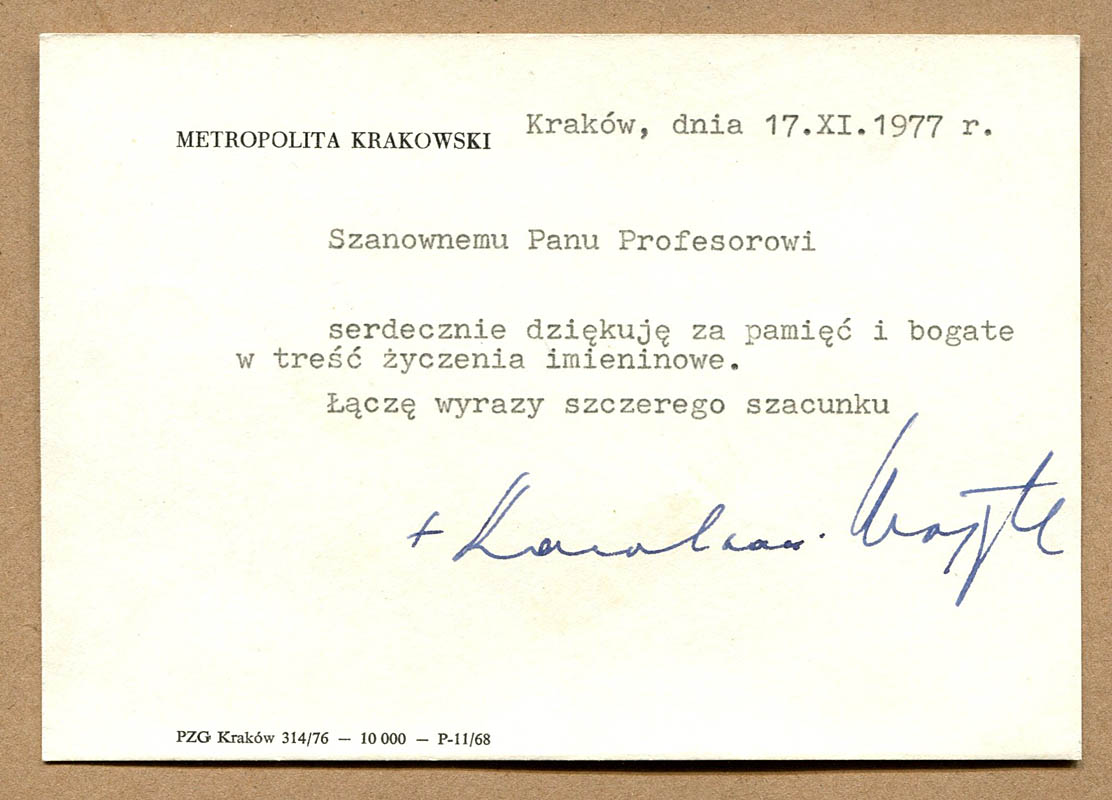 METROPOLITA KRAKOWSKI
Kraków, dnia 17.XI.1977 r.
Szanownemu Panu Profesorowi
serdecznie dziękuję za pamięć i bogate
w treść życzenia imieninowe.
Łączę wyrazy szczerego szacunku
+ Karol
PZG Kraków 314/76 — 10 000 — P-11/68